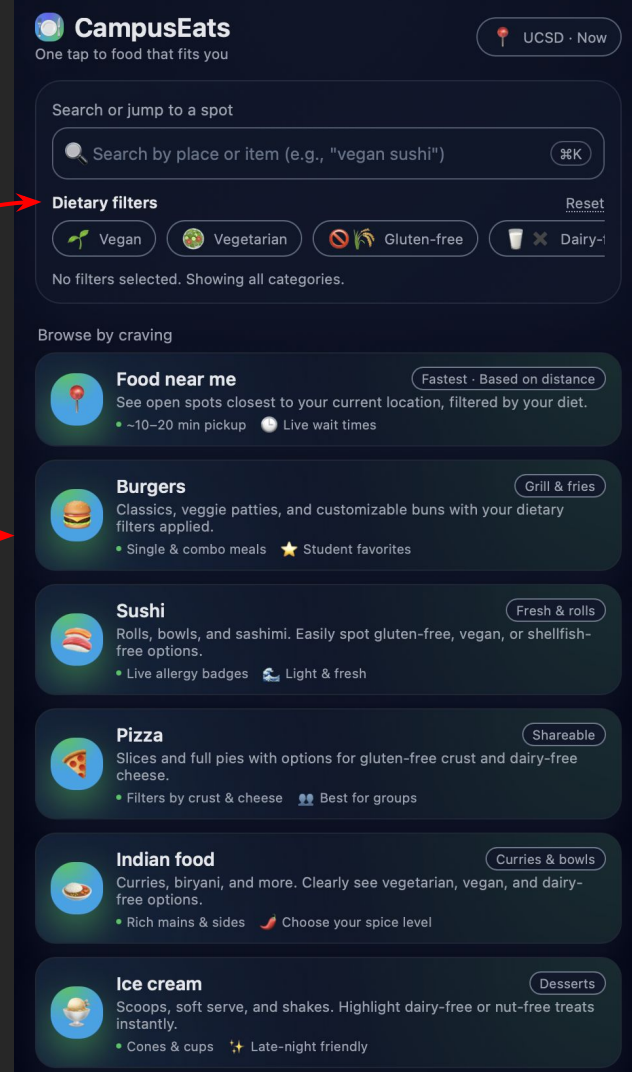 CampusEats
One tap to food that fits you
UCSD · Now
Search or jump to a spot
Search by place or item (e.g., "vegan sushi")
⌘K
Dietary filters
Reset
Vegan
Vegetarian
Gluten-free
Dairy-f
No filters selected. Showing all categories.
Browse by craving
Food near me
Fastest · Based on distance
See open spots closest to your current location, filtered by your diet.
~10–20 min pickup
Live wait times
Burgers
Grill & fries
Classics, veggie patties, and customizable buns with your dietary
filters applied.
Single & combo meals
Student favorites
Sushi
Fresh & rolls
Rolls, bowls, and sashimi. Easily spot gluten-free, vegan, or shellfish-
free options.
Live allergy badges
Light & fresh
Pizza
Shareable
Slices and full pies with options for gluten-free crust and dairy-free
cheese.
Filters by crust & cheese
Best for groups
Indian food
Curries & bowls
Curries, biryani, and more. Clearly see vegetarian, vegan, and dairy-
free options.
Rich mains & sides
Choose your spice level
Ice cream
Desserts
Scoops, soft serve, and shakes. Highlight dairy-free or nut-free treats
instantly.
Cones & cups
Late-night friendly